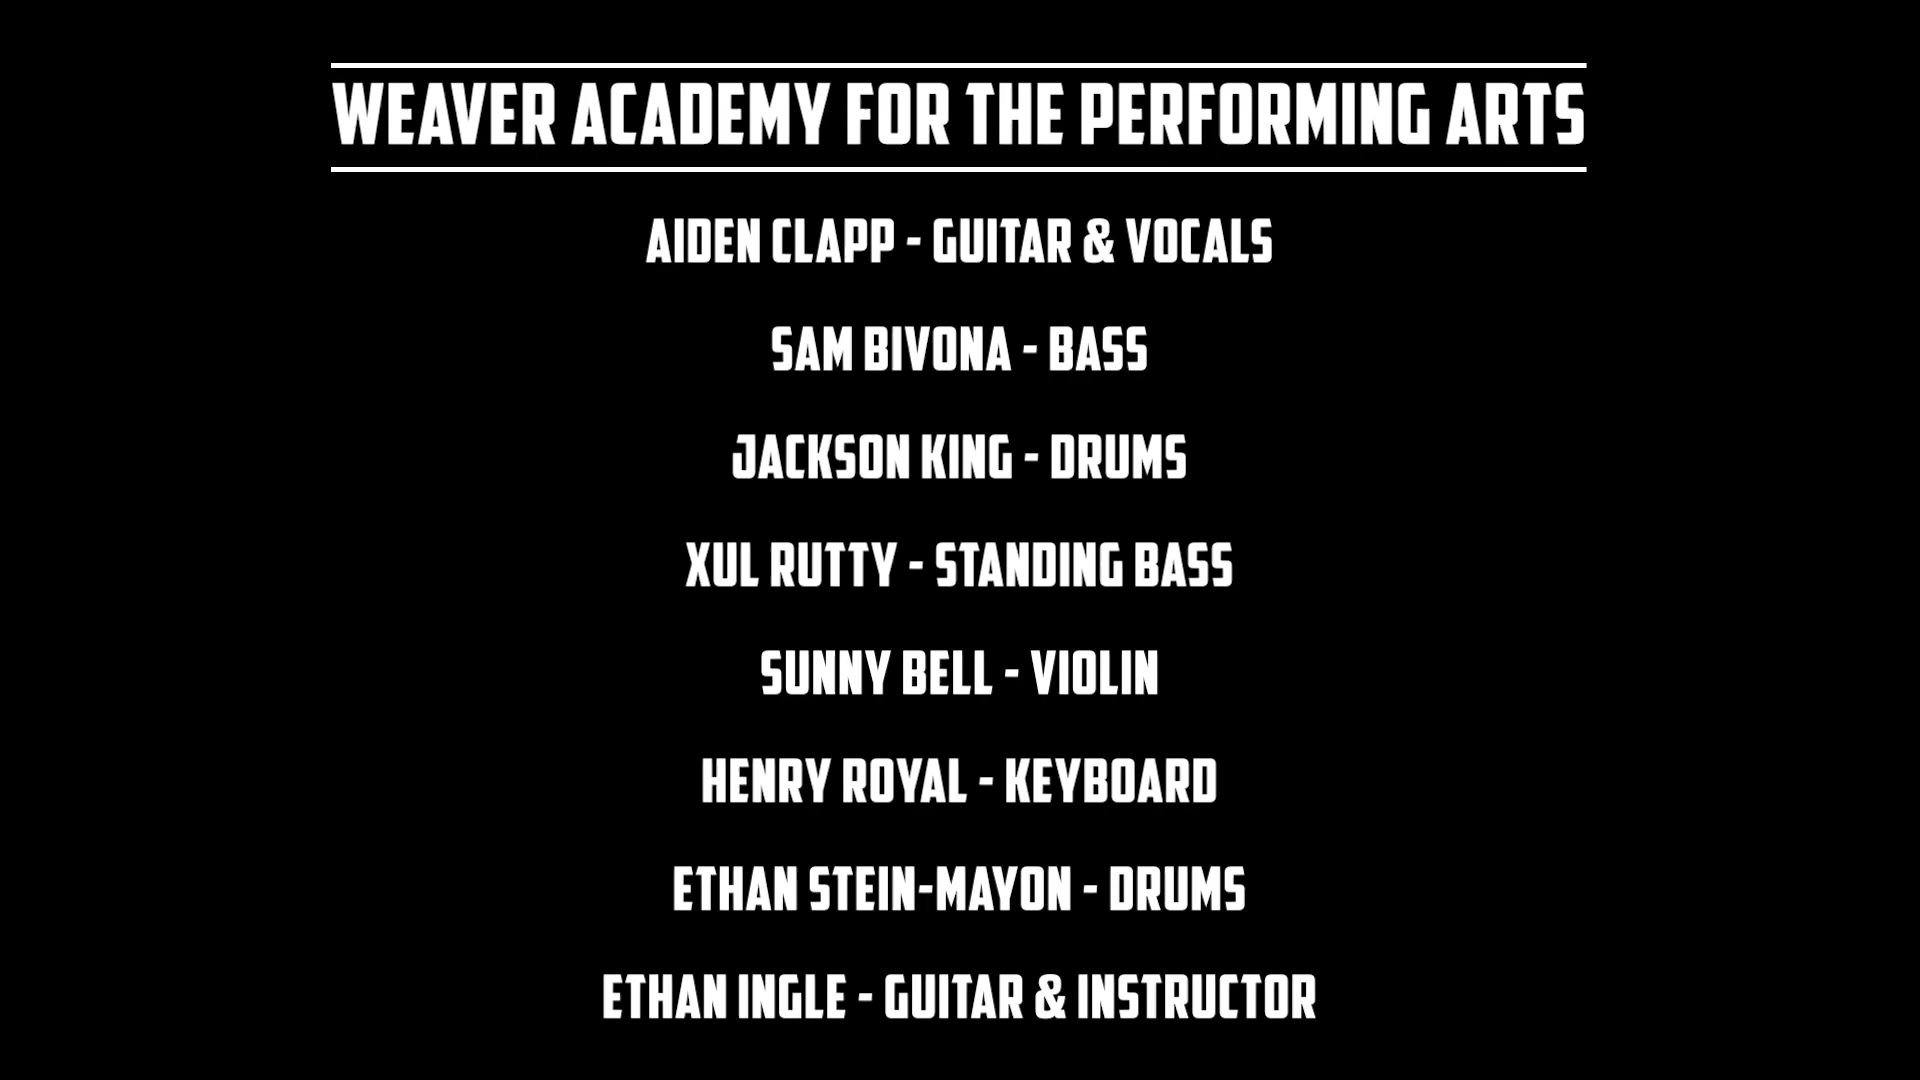 WEAVER ACADEMY FOR THE PERFORMING ARTS
AIDEN CLAPP - GUITAR & VOCALS
SAM BIVONA - BASS
JACKSON KING - DRUMS
XUL RUTTY - STANDING BASS
SUNNY BELL - VIOLIN
HENRY ROYAL - KEYBOARD
ETHAN STEIN-MAYON - DRUMS
ETHAN INGLE - GUITAR & INSTRUCTOR